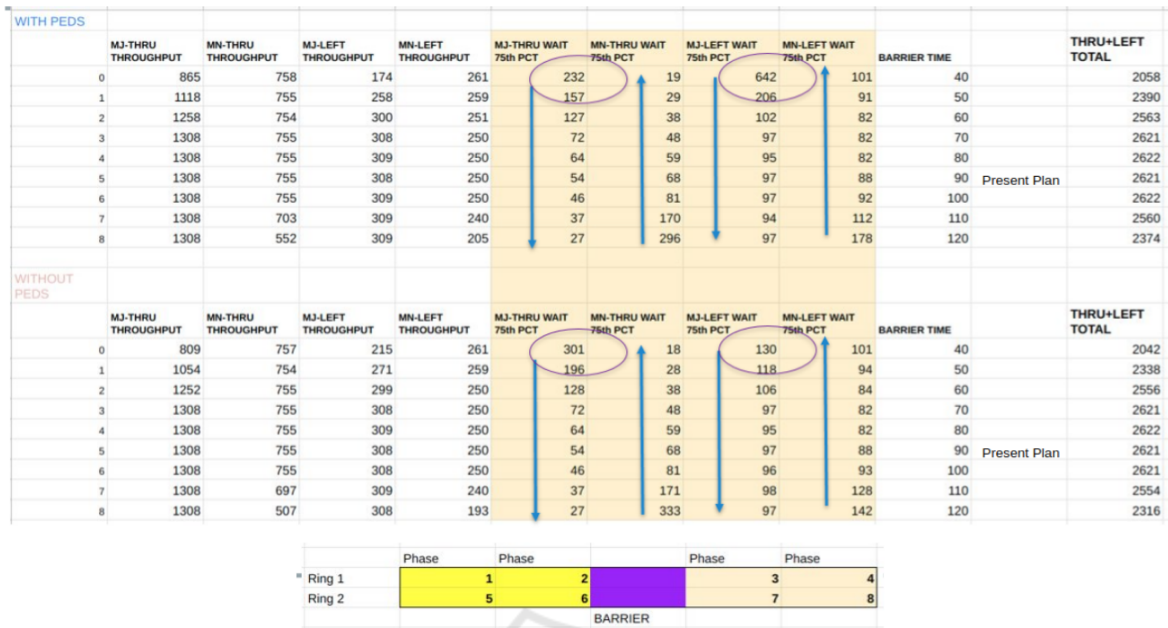 WITH PEDS
MJ-THRU THROUGHPUT MN-THRU THROUGHPUT MJ-LEFT THROUGHPUT MN-LEFT THROUGHPUT MJ-THRU WAIT 75th PCT MN-THRU WAIT 75th PCT MJ-LEFT WAIT 75th PCT MN-LEFT WAIT 75th PCT BARRIER TIME THRU+LEFT TOTAL
0 865 758 174 261 232 19 642 101 40 2058
1 1118 755 258 259 157 29 206 91 50 2390
2 1258 754 300 251 127 38 102 82 60 2563
3 1308 755 308 250 72 48 97 82 70 2621
4 1308 755 309 250 64 59 95 82 80 2622
5 1308 755 308 250 54 68 97 88 90 Present Plan 2621
6 1308 755 309 250 46 81 97 92 100 2622
7 1308 703 309 240 37 170 94 112 110 2560
8 1308 552 309 205 27 296 97 178 120 2374
WITHOUT
PEDS
MJ-THRU THROUGHPUT MN-THRU THROUGHPUT MJ-LEFT THROUGHPUT MN-LEFT THROUGHPUT MJ-THRU WAIT 75th PCT MN-THRU WAIT 75th PCT MJ-LEFT WAIT 75th PCT MN-LEFT WAIT 75th PCT BARRIER TIME THRU+LEFT TOTAL
0 809 757 215 261 301 18 130 101 40 2042
1 1054 754 271 259 196 28 118 94 50 2338
2 1252 755 299 250 128 38 106 84 60 2556
3 1308 755 308 250 72 48 97 82 70 2621
4 1308 755 309 250 64 59 95 82 80 2622
5 1308 755 308 250 54 68 97 88 90 Present Plan 2621
6 1308 755 308 250 46 81 96 93 100 2621
7 1308 697 309 240 37 171 98 128 110 2554
8 1308 507 308 193 27 333 97 142 120 2316
Phase Phase Phase Phase
Ring 1 1 2 3 4
Ring 2 5 6 7 8
BARRIER